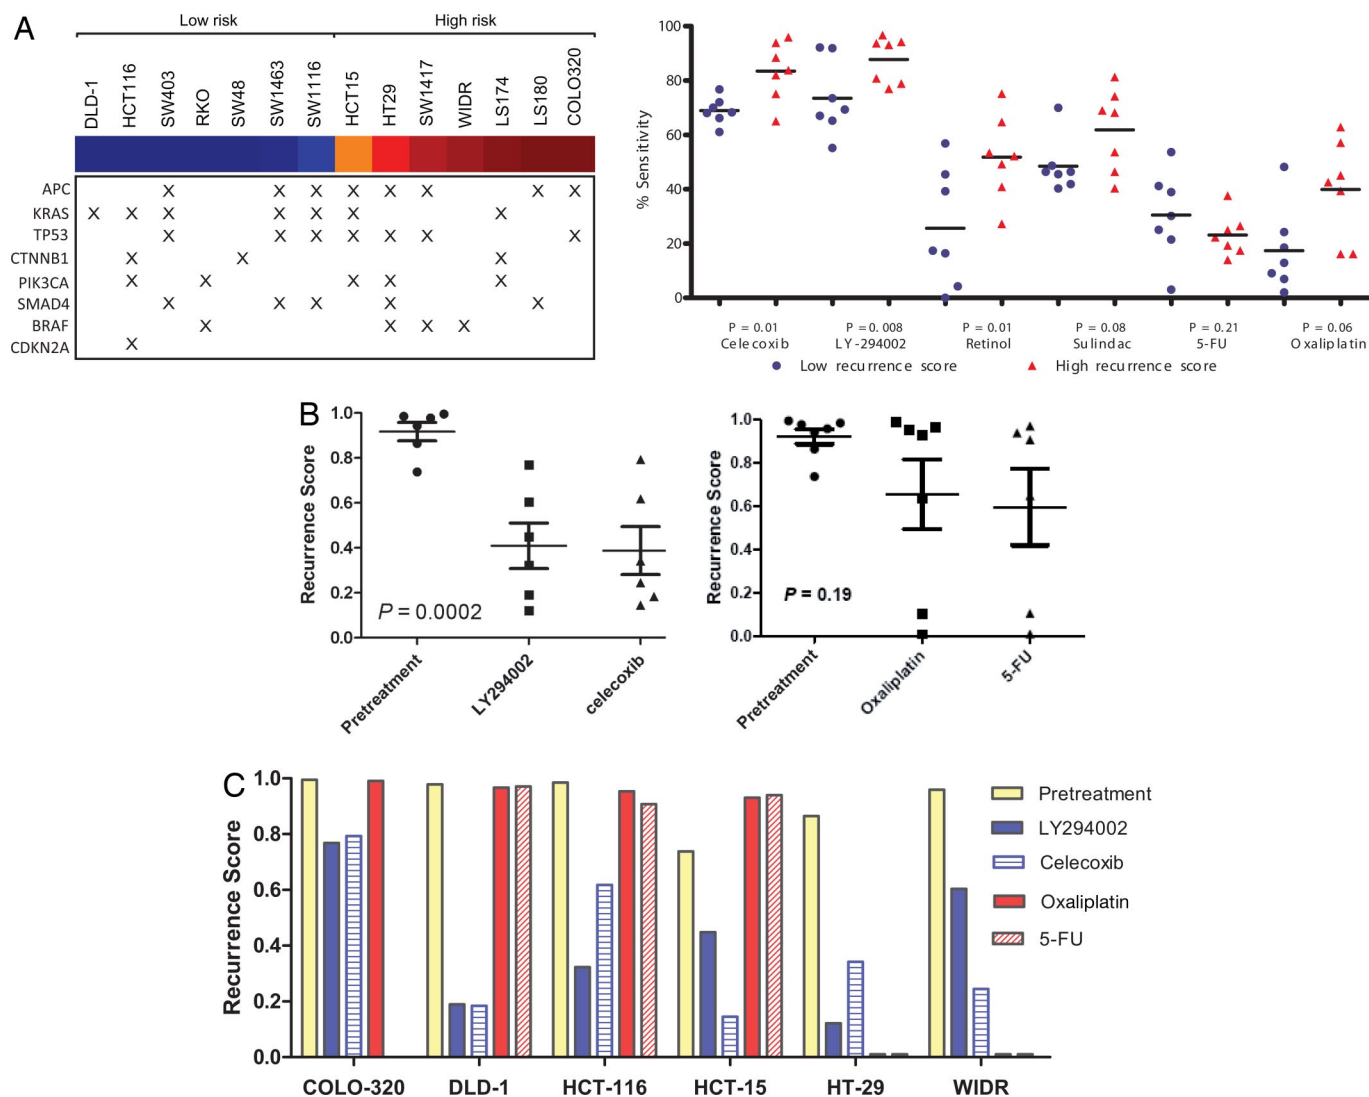 A
Low risk
High risk
DLD-1
HCT116
SW403
RKO
SW48
SW1463
SW1116
HCT15
HT29
SW1417
WIDR
LS174
LS180
COLO320
APC X X X X X X X X
KRAS X X X X X X X
TP53 X X X X X X X
CTNNB1 X X X
PIK3CA X X X X X
SMAD4 X X X X X
BRAF X X X X
CDKN2A X
% Sensitivity
100
80
60
40
20
0
P = 0.01 P = 0.008 P = 0.01 P = 0.08 P = 0.21 P = 0.06
Celecoxib LY-294002 Retinol Sulindac 5-FU Oxaliplatin
Low recurrence score High recurrence score
B
Recurrence Score
1.0
0.8
0.6
0.4
0.2
0.0
P = 0.0002
Pretreatment
LY294002
celecoxib
Recurrence Score
1.0
0.8
0.6
0.4
0.2
0.0
P = 0.19
Pretreatment
Oxaliplatin
5-FU
C
Recurrence Score
1.0
0.8
0.6
0.4
0.2
0.0
COLO-320 DLD-1 HCT-116 HCT-15 HT-29 WIDR
Pretreatment
LY294002
Celecoxib
Oxaliplatin
5-FU